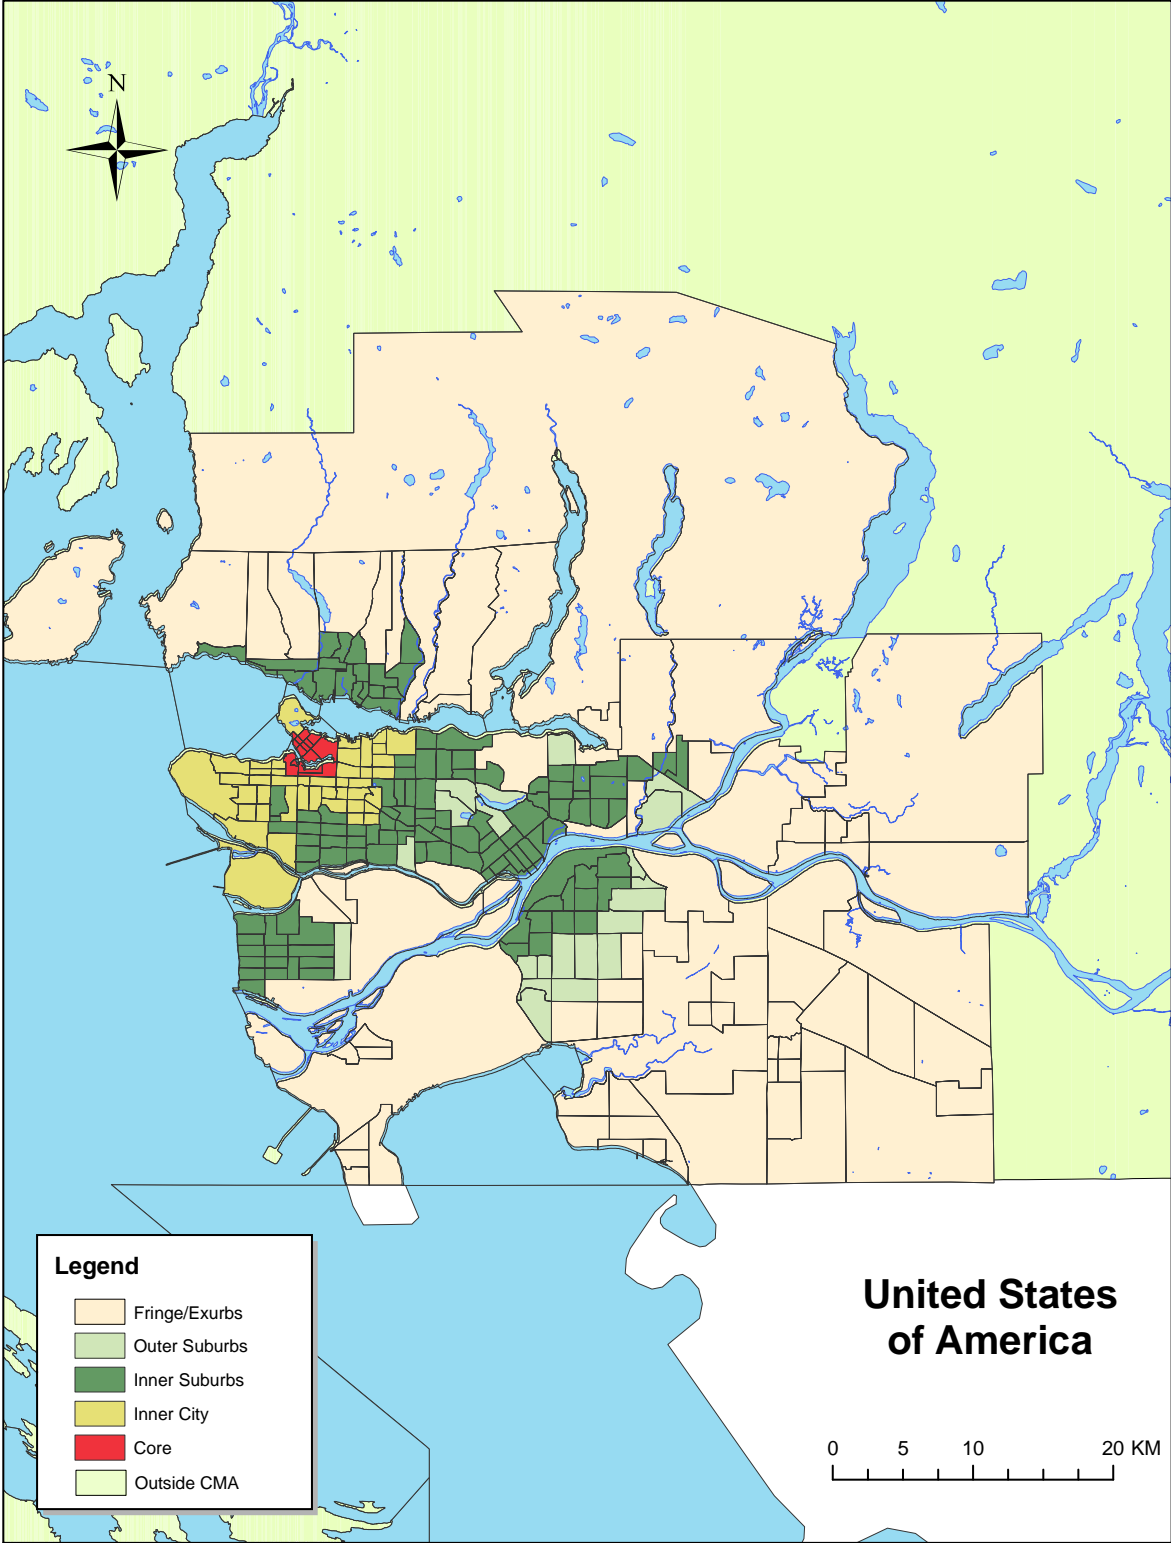 N
Legend
Fringe/Exurbs
Outer Suburbs
Inner Suburbs
Inner City
Core
Outside CMA
United States
of America
0 5 10 20 KM